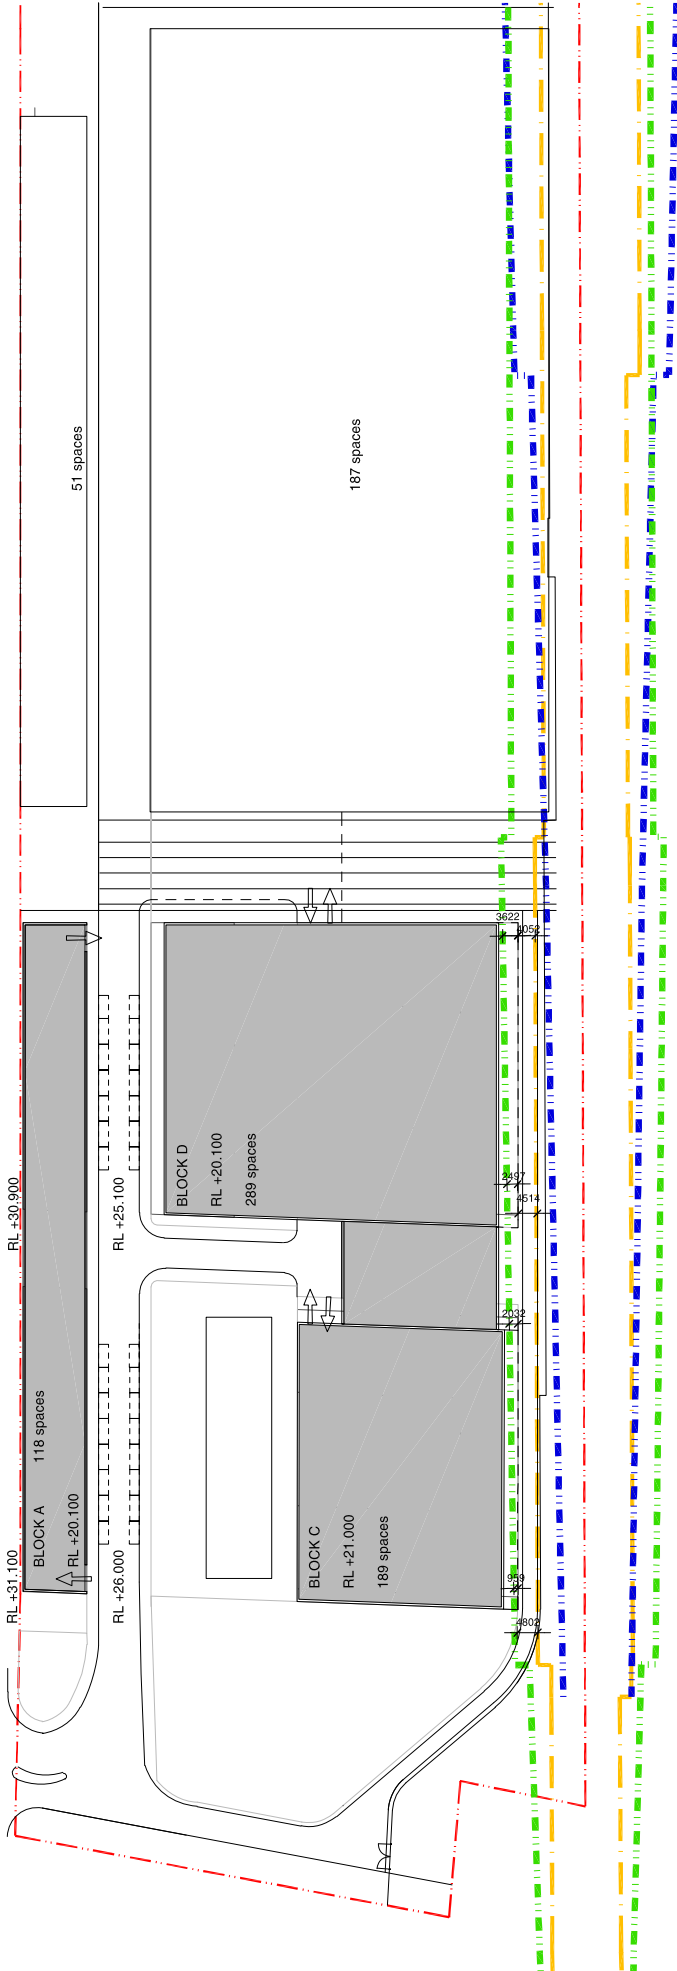 51 spaces
187 spaces
3622
4052
RL +30.900
RL +25.100
BLOCK D
RL +20.100
289 spaces
2497
4514
2032
BLOCK A
118 spaces
RL +20.100
RL +31.100
RL +26.000
BLOCK C
RL +21.000
189 spaces
959
4802